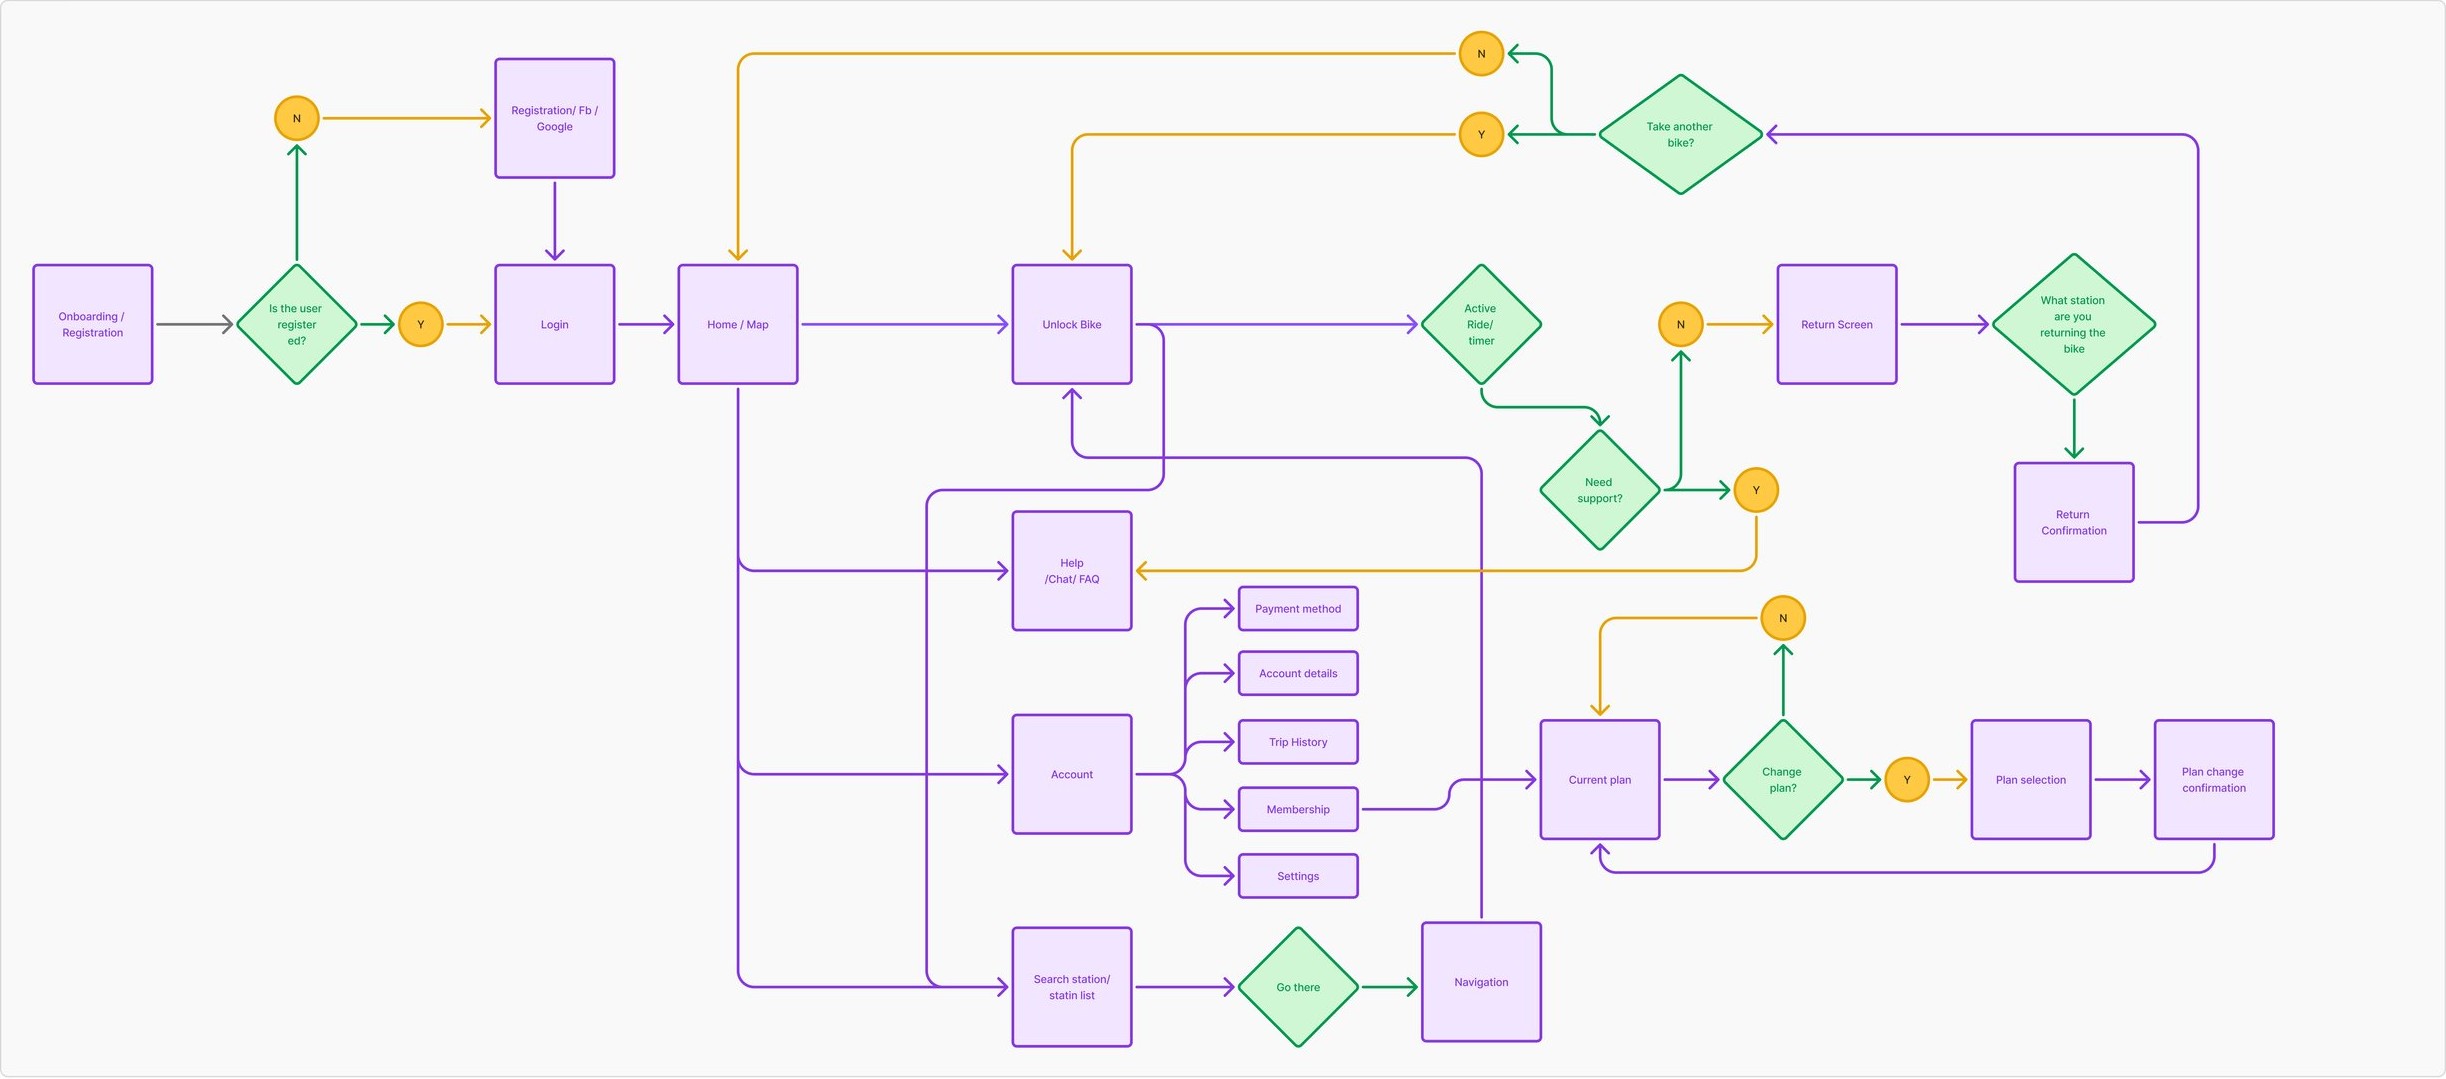 N
Y
Take another
bike?
Registration/ Fb /
Google
N
Onboarding /
Registration
Is the user
register
ed?
Y
Login
Home / Map
Unlock Bike
Active
Ride/
timer
N
Return Screen
What station
are you
returning the
bike
Need
support?
Y
Return
Confirmation
Help
/Chat/ FAQ
Payment method
Account details
Trip History
Membership
Settings
Account
N
Current plan
Change
plan?
Y
Plan selection
Plan change
confirmation
Search station/
statin list
Go there
Navigation